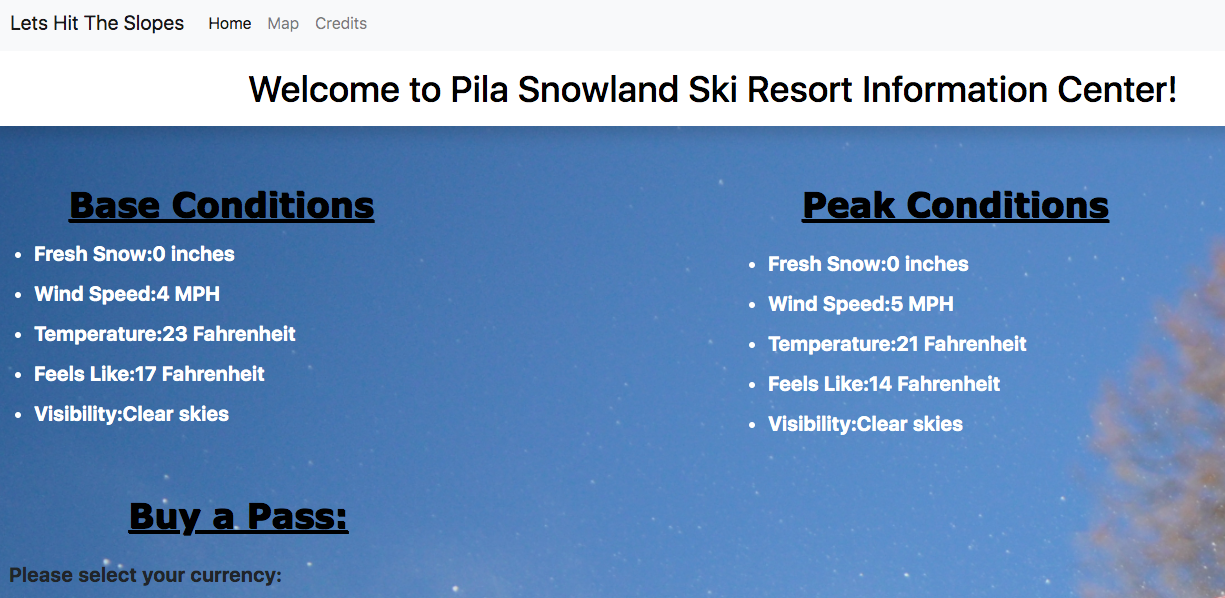 Lets Hit The Slopes Home Map Credits
Welcome to Pila Snowland Ski Resort Information Center!
Base Conditions
• Fresh Snow:0 inches
• Wind Speed:4 MPH
• Temperature:23 Fahrenheit
• Feels Like:17 Fahrenheit
• Visibility:Clear skies
Peak Conditions
• Fresh Snow:0 inches
• Wind Speed:5 MPH
• Temperature:21 Fahrenheit
• Feels Like:14 Fahrenheit
• Visibility:Clear skies
Buy a Pass:
Please select your currency: